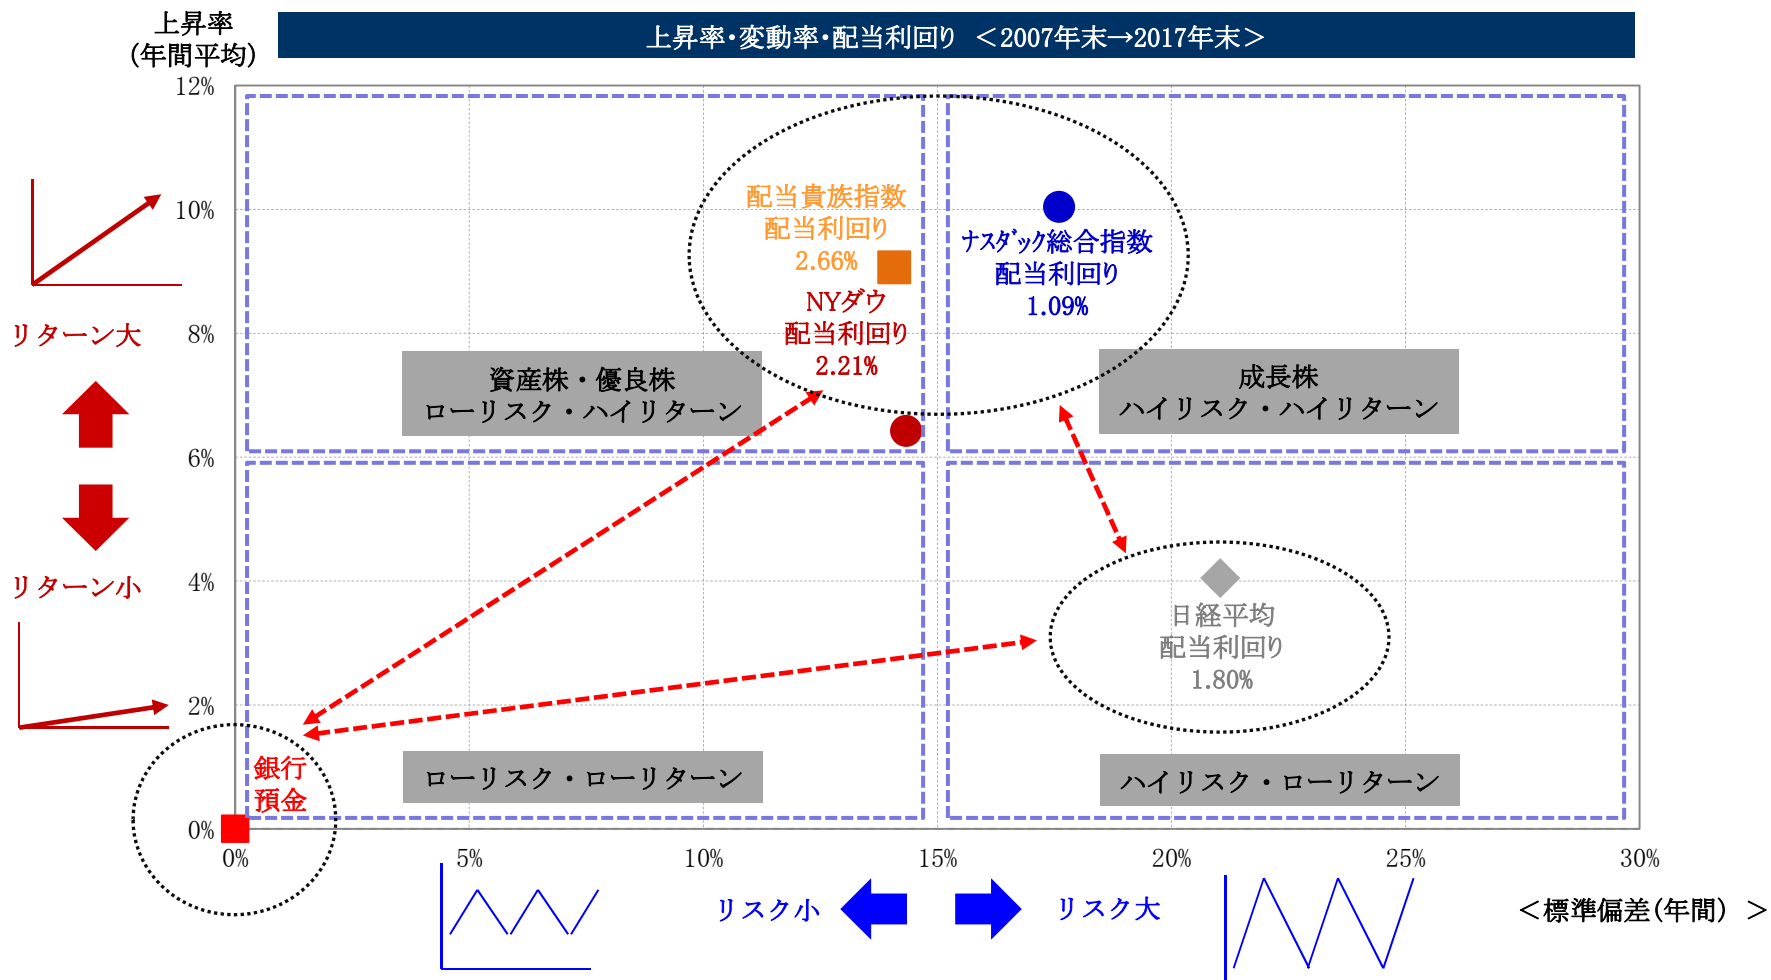 上昇率
（年間平均）
上昇率・変動率・配当利回り ＜2007年末→2017年末＞
12%
10%
8%
6%
4%
2%
0%
リターン大
リターン小
配当貴族指数
配当利回り
2.66%
NYダウ
配当利回り
2.21%
ﾅｽﾀﾞｯｸ総合指数
配当利回り
1.09%
資産株・優良株
ローリスク・ハイリターン
成長株
ハイリスク・ハイリターン
日経平均
配当利回り
1.80%
銀行
預金
ローリスク・ローリターン
ハイリスク・ローリターン
0%
5%
10%
15%
20%
25%
30%
リスク小
リスク大
＜標準偏差（年間） ＞